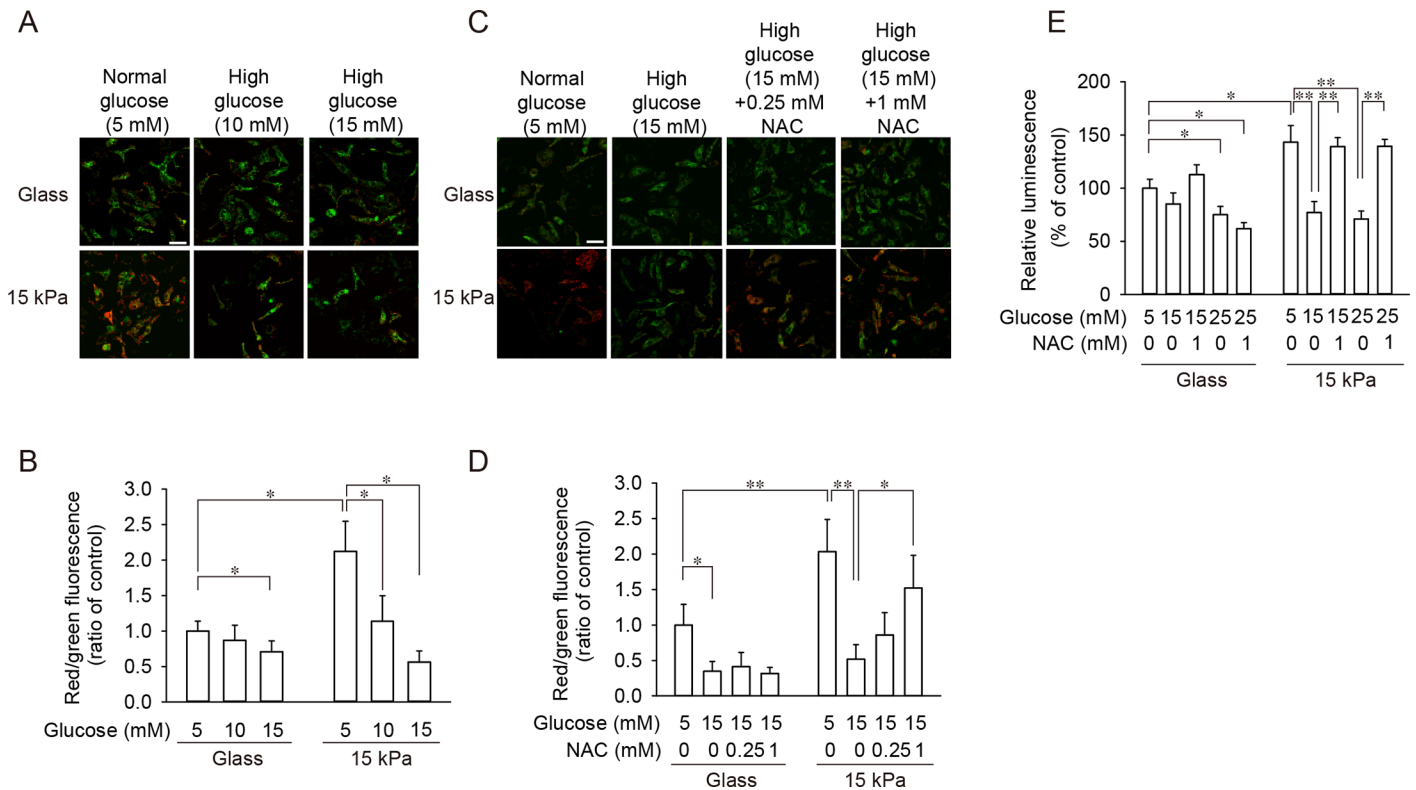 A
Normal
glucose
(5 mM)
High
glucose
(10 mM)
High
glucose
(15 mM)
Glass
15 kPa
B
Red/green fluorescence
(ratio of control)
3.0
2.5
2.0
1.5
1.0
0.5
0.0
*
*
*
*
Glucose (mM) 5 10 15 5 10 15
Glass 15 kPa
C
Normal
glucose
(5 mM)
High
glucose
(15 mM)
High
glucose
(15 mM)
+0.25 mM
NAC
High
glucose
(15 mM)
+1 mM
NAC
Glass
15 kPa
D
Red/green fluorescence
(ratio of control)
3.0
2.5
2.0
1.5
1.0
0.5
0.0
** ** *
*
Glucose (mM) 5 15 15 15 5 15 15 15
NAC (mM) 0 0 0.25 1 0 0 0.25 1
Glass 15 kPa
E
Relative luminescence
(% of control)
200
150
100
50
0
**
* ** ** **
*
*
Glucose (mM) 5 15 15 25 25 5 15 15 25 25
NAC (mM) 0 0 1 0 1 0 0 1 0 1
Glass 15 kPa